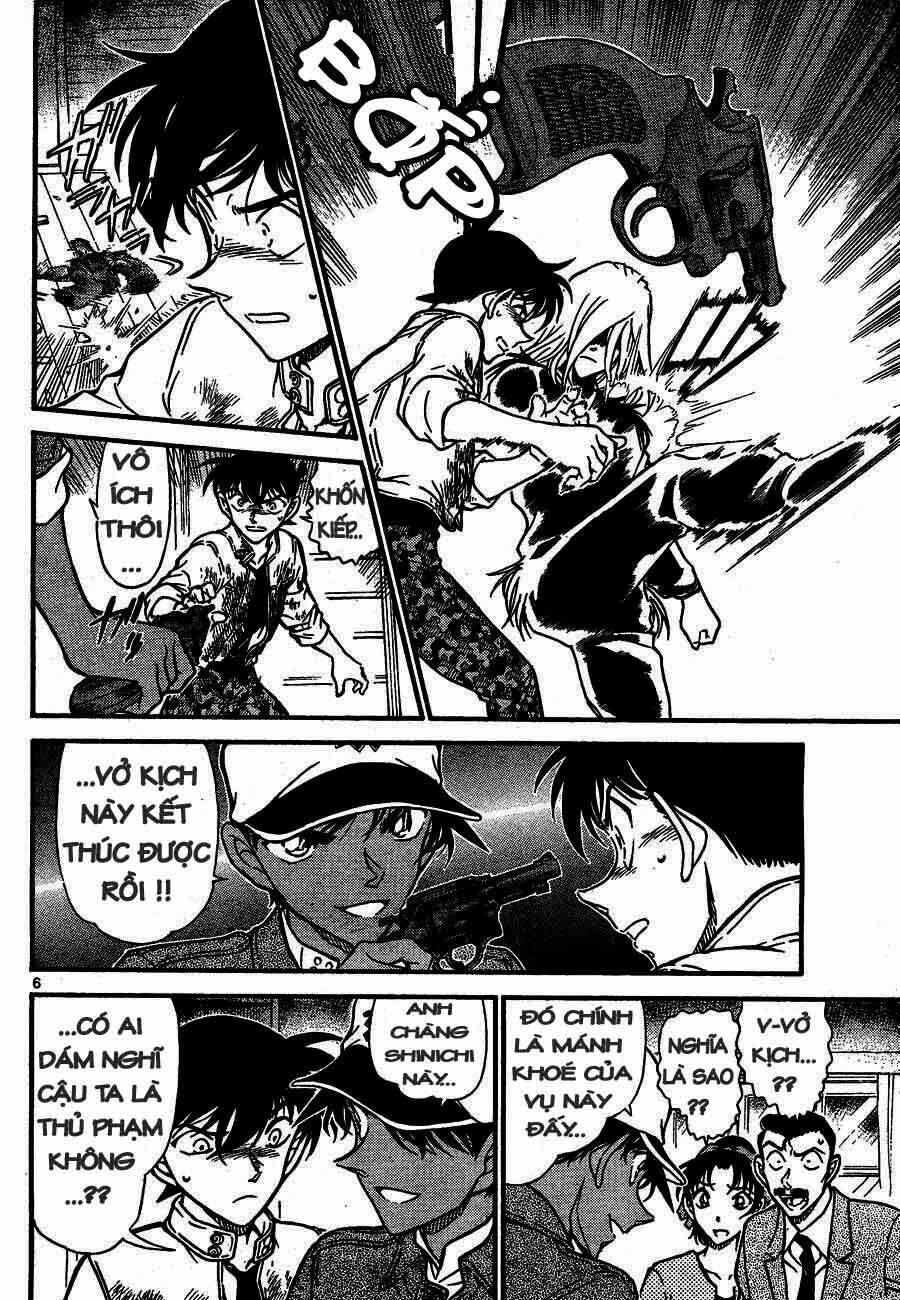 BẤP
VÔ
ÍCH
THÔI
...
KHỐN
KIẾP...
...VỞ KỊCH
NÀY KẾT
THÚC ĐƯỢC
RỒI !!
6
...CÓ AI
DÁM NGHĨ
CẬU TA LÀ
THỦ PHẠM
KHÔNG
...??
ANH
CHÀNG
SHINICHI
NÀY...
ĐÓ CHÍNH
LÀ MÁNH
KHOÉ CỦA
VỤ NÀY
ĐẤY...
NGHĨA
LÀ SAO
??
V-VỞ
KỊCH...
??